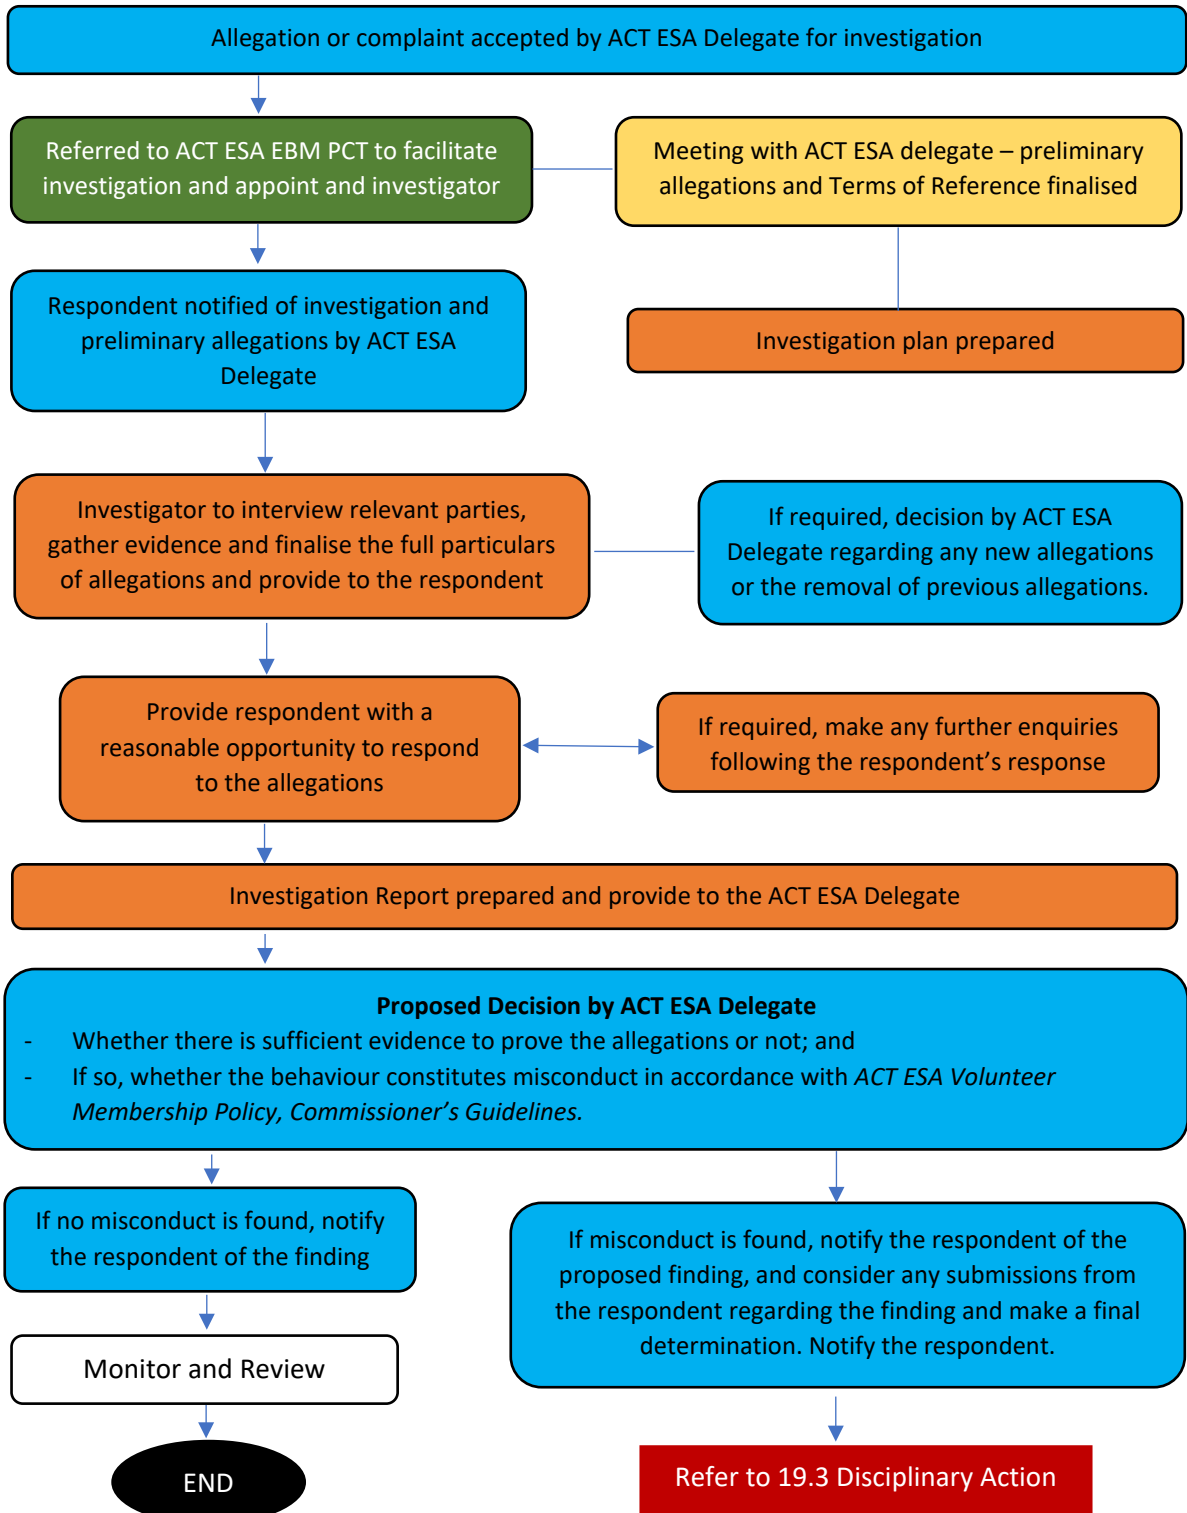 Allegation or complaint accepted by ACT ESA Delegate for investigation
Referred to ACT ESA EBM PCT to facilitate
investigation and appoint and investigator
Meeting with ACT ESA delegate – preliminary
allegations and Terms of Reference finalised
Respondent notified of investigation and
preliminary allegations by ACT ESA
Delegate
Investigation plan prepared
Investigator to interview relevant parties,
gather evidence and finalise the full particulars
of allegations and provide to the respondent
If required, decision by ACT ESA
Delegate regarding any new allegations
or the removal of previous allegations.
Provide respondent with a
reasonable opportunity to respond
to the allegations
If required, make any further enquiries
following the respondent’s response
Investigation Report prepared and provide to the ACT ESA Delegate
Proposed Decision by ACT ESA Delegate
- Whether there is sufficient evidence to prove the allegations or not; and
- If so, whether the behaviour constitutes misconduct in accordance with ACT ESA Volunteer
Membership Policy, Commissioner’s Guidelines.
If no misconduct is found, notify
the respondent of the finding
If misconduct is found, notify the respondent of the
proposed finding, and consider any submissions from
the respondent regarding the finding and make a final
determination. Notify the respondent.
Monitor and Review
END
Refer to 19.3 Disciplinary Action